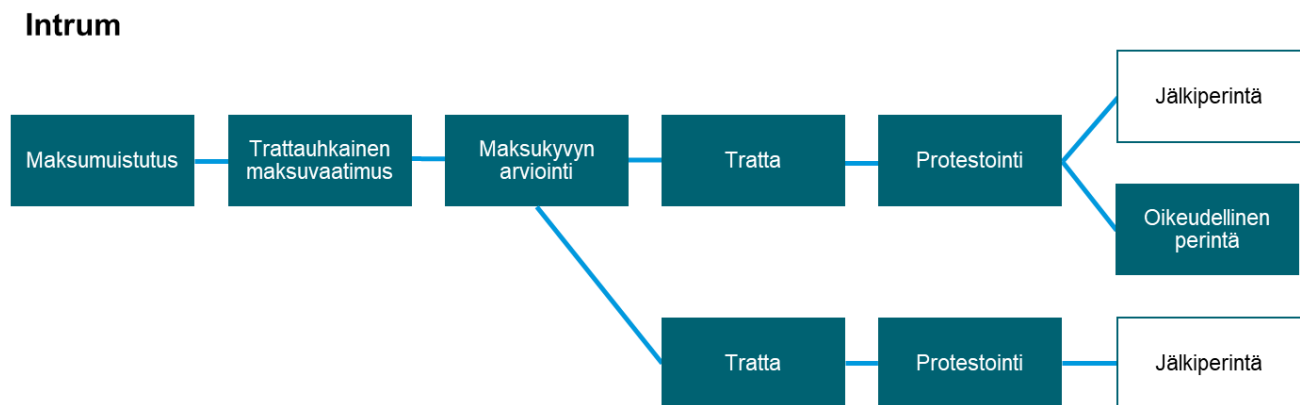 Intrum
Maksumuistutus
Trattauhkainen
maksuvaatimus
Maksukyvyn
arviointi
Tratta
Protestointi
Jälkiperintä
Oikeudellinen
perintä
Tratta
Protestointi
Jälkiperintä